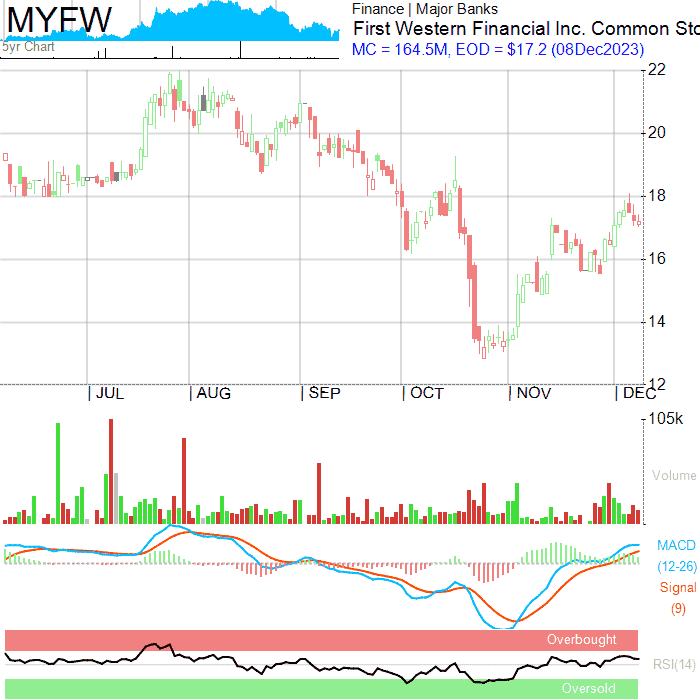 MYFW
5yr Chart
Finance | Major Banks
First Western Financial Inc. Common Sto
MC = 164.5M, EOD = $17.2 (08Dec2023)
22
20
18
16
14
12
JUL AUG SEP OCT NOV DEC
105k
Volume
MACD
(12-26)
Signal
(9)
Overbought
RSI(14)
Oversold